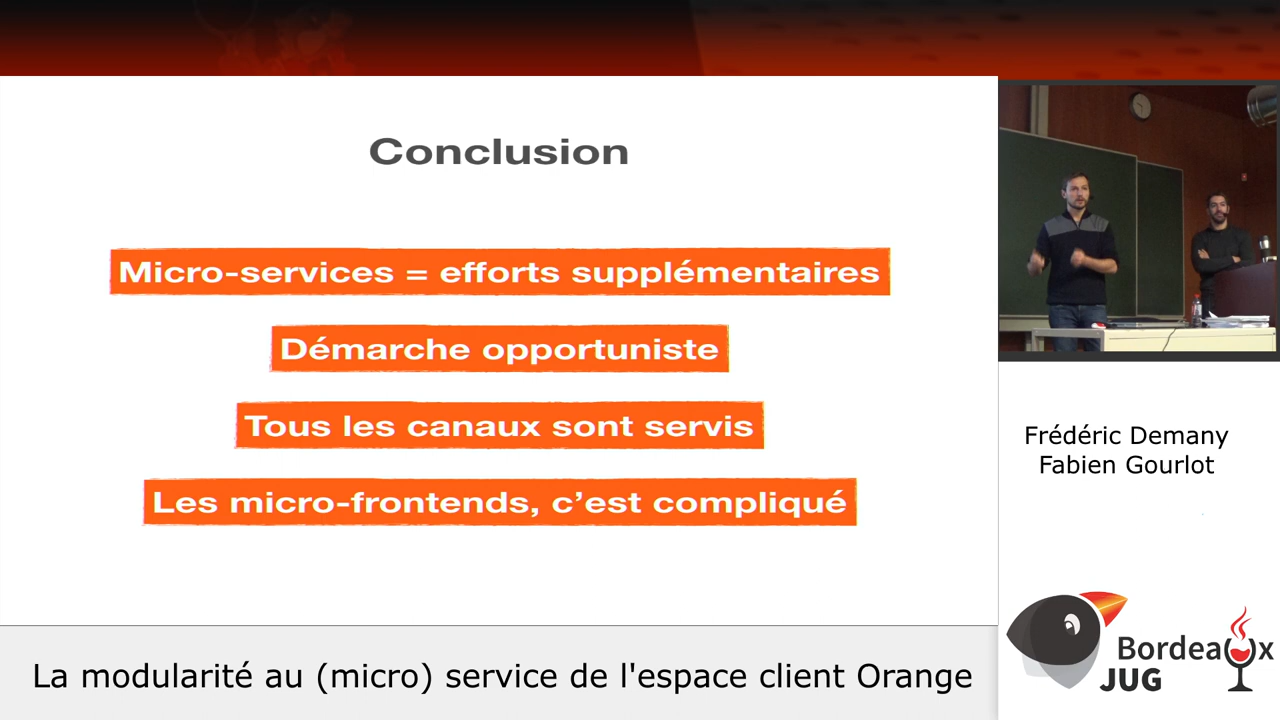 Conclusion
Micro-services = efforts supplémentaires
Démarche opportuniste
Tous les canaux sont servis
Les micro-frontends, c’est compliqué
Frédéric Demany
Fabien Gourlot
Bordeaux
JUG
La modularité au (micro) service de l'espace client Orange